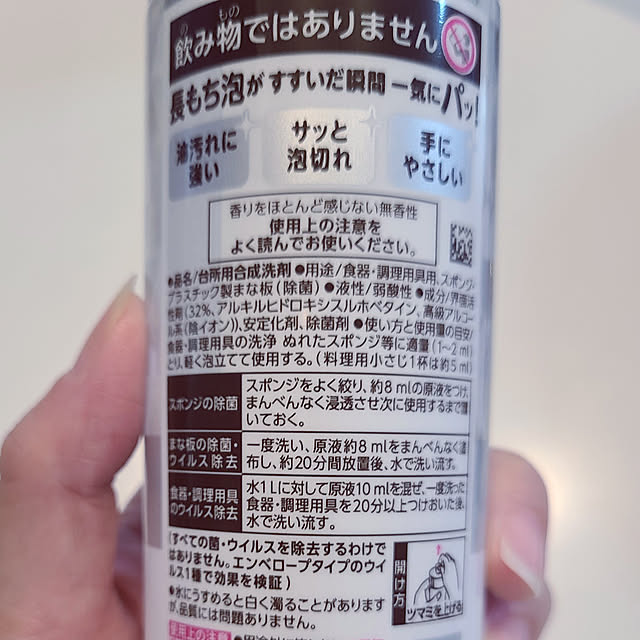 飲み物ではありません
の もの
長もち泡が すすいだ瞬間 一気にパッ!
油汚れに
強い
サッと
泡切れ
手に
やさしい
香りをほとんど感じない無香性
使用上の注意を
よく読んでお使いください。
●品名/台所用合成洗剤 ●用途/食器・調理用具用、スポンジ・
プラスチック製まな板(除菌) ●液性/弱酸性 ●成分/界面活
性剤(32%、アルキルヒドロキシスルホベタイン、高級アルコー
ル系(陰イオン))、安定化剤、除菌剤 ●使い方と使用量の目安/
食器・調理用具の洗浄 ぬれたスポンジ等に適量(1~2 ml)
とり、軽く泡立てて使用する。(料理用小さじ1杯は約5 ml)
スポンジの除菌
スポンジをよく絞り、約8 mlの原液をつけ、
まんべんなく浸透させ次に使用するまで置
いておく。
まな板の除菌・
ウイルス除去
一度洗い、原液約8 mlをまんべんなく塗
布し、約20分間放置後、水で洗い流す。
食器・調理用具
のウイルス除去
水1Lに対して原液10 mlを混ぜ、一度洗った
食器・調理用具を20分以上つけおいた後、
水で洗い流す。
(すべての菌・ウイルスを除去するわけで
はありません。エンベロープタイプのウイ
ルス1種で効果を検証)
●水にうすめると白く濁ることがあります
が、品質には問題ありません。
開け方
ツマミを上げる
使用上の注意